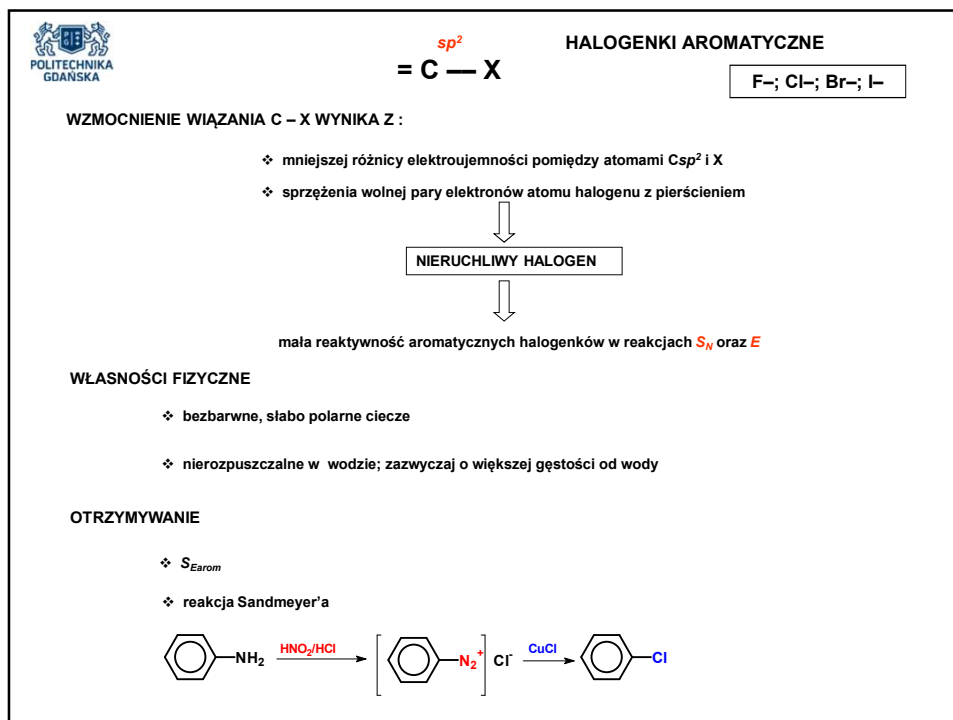 POLITECHNIKA
GDAŃSKA
sp²
= C — X
HALOGENKI AROMATYCZNE
F–; Cl–; Br–; I–
WZMOCNIENIE WIĄZANIA C – X WYNIKA Z :
❖ mniejszej różnicy elektroujemności pomiędzy atomami Csp² i X
❖ sprzężenia wolnej pary elektronów atomu halogenu z pierścieniem
NIERUCHLIWY HALOGEN
mała reaktywność aromatycznych halogenków w reakcjach S_N oraz E
WŁASNOŚCI FIZYCZNE
❖ bezbarwne, słabo polarne ciecze
❖ nierozpuszczalne w wodzie; zazwyczaj o większej gęstości od wody
OTRZYMYWANIE
❖ S_Earom
❖ reakcja Sandmeyer'a
NH₂ HNO₂/HCl N₂⁺ Cl⁻ CuCl Cl